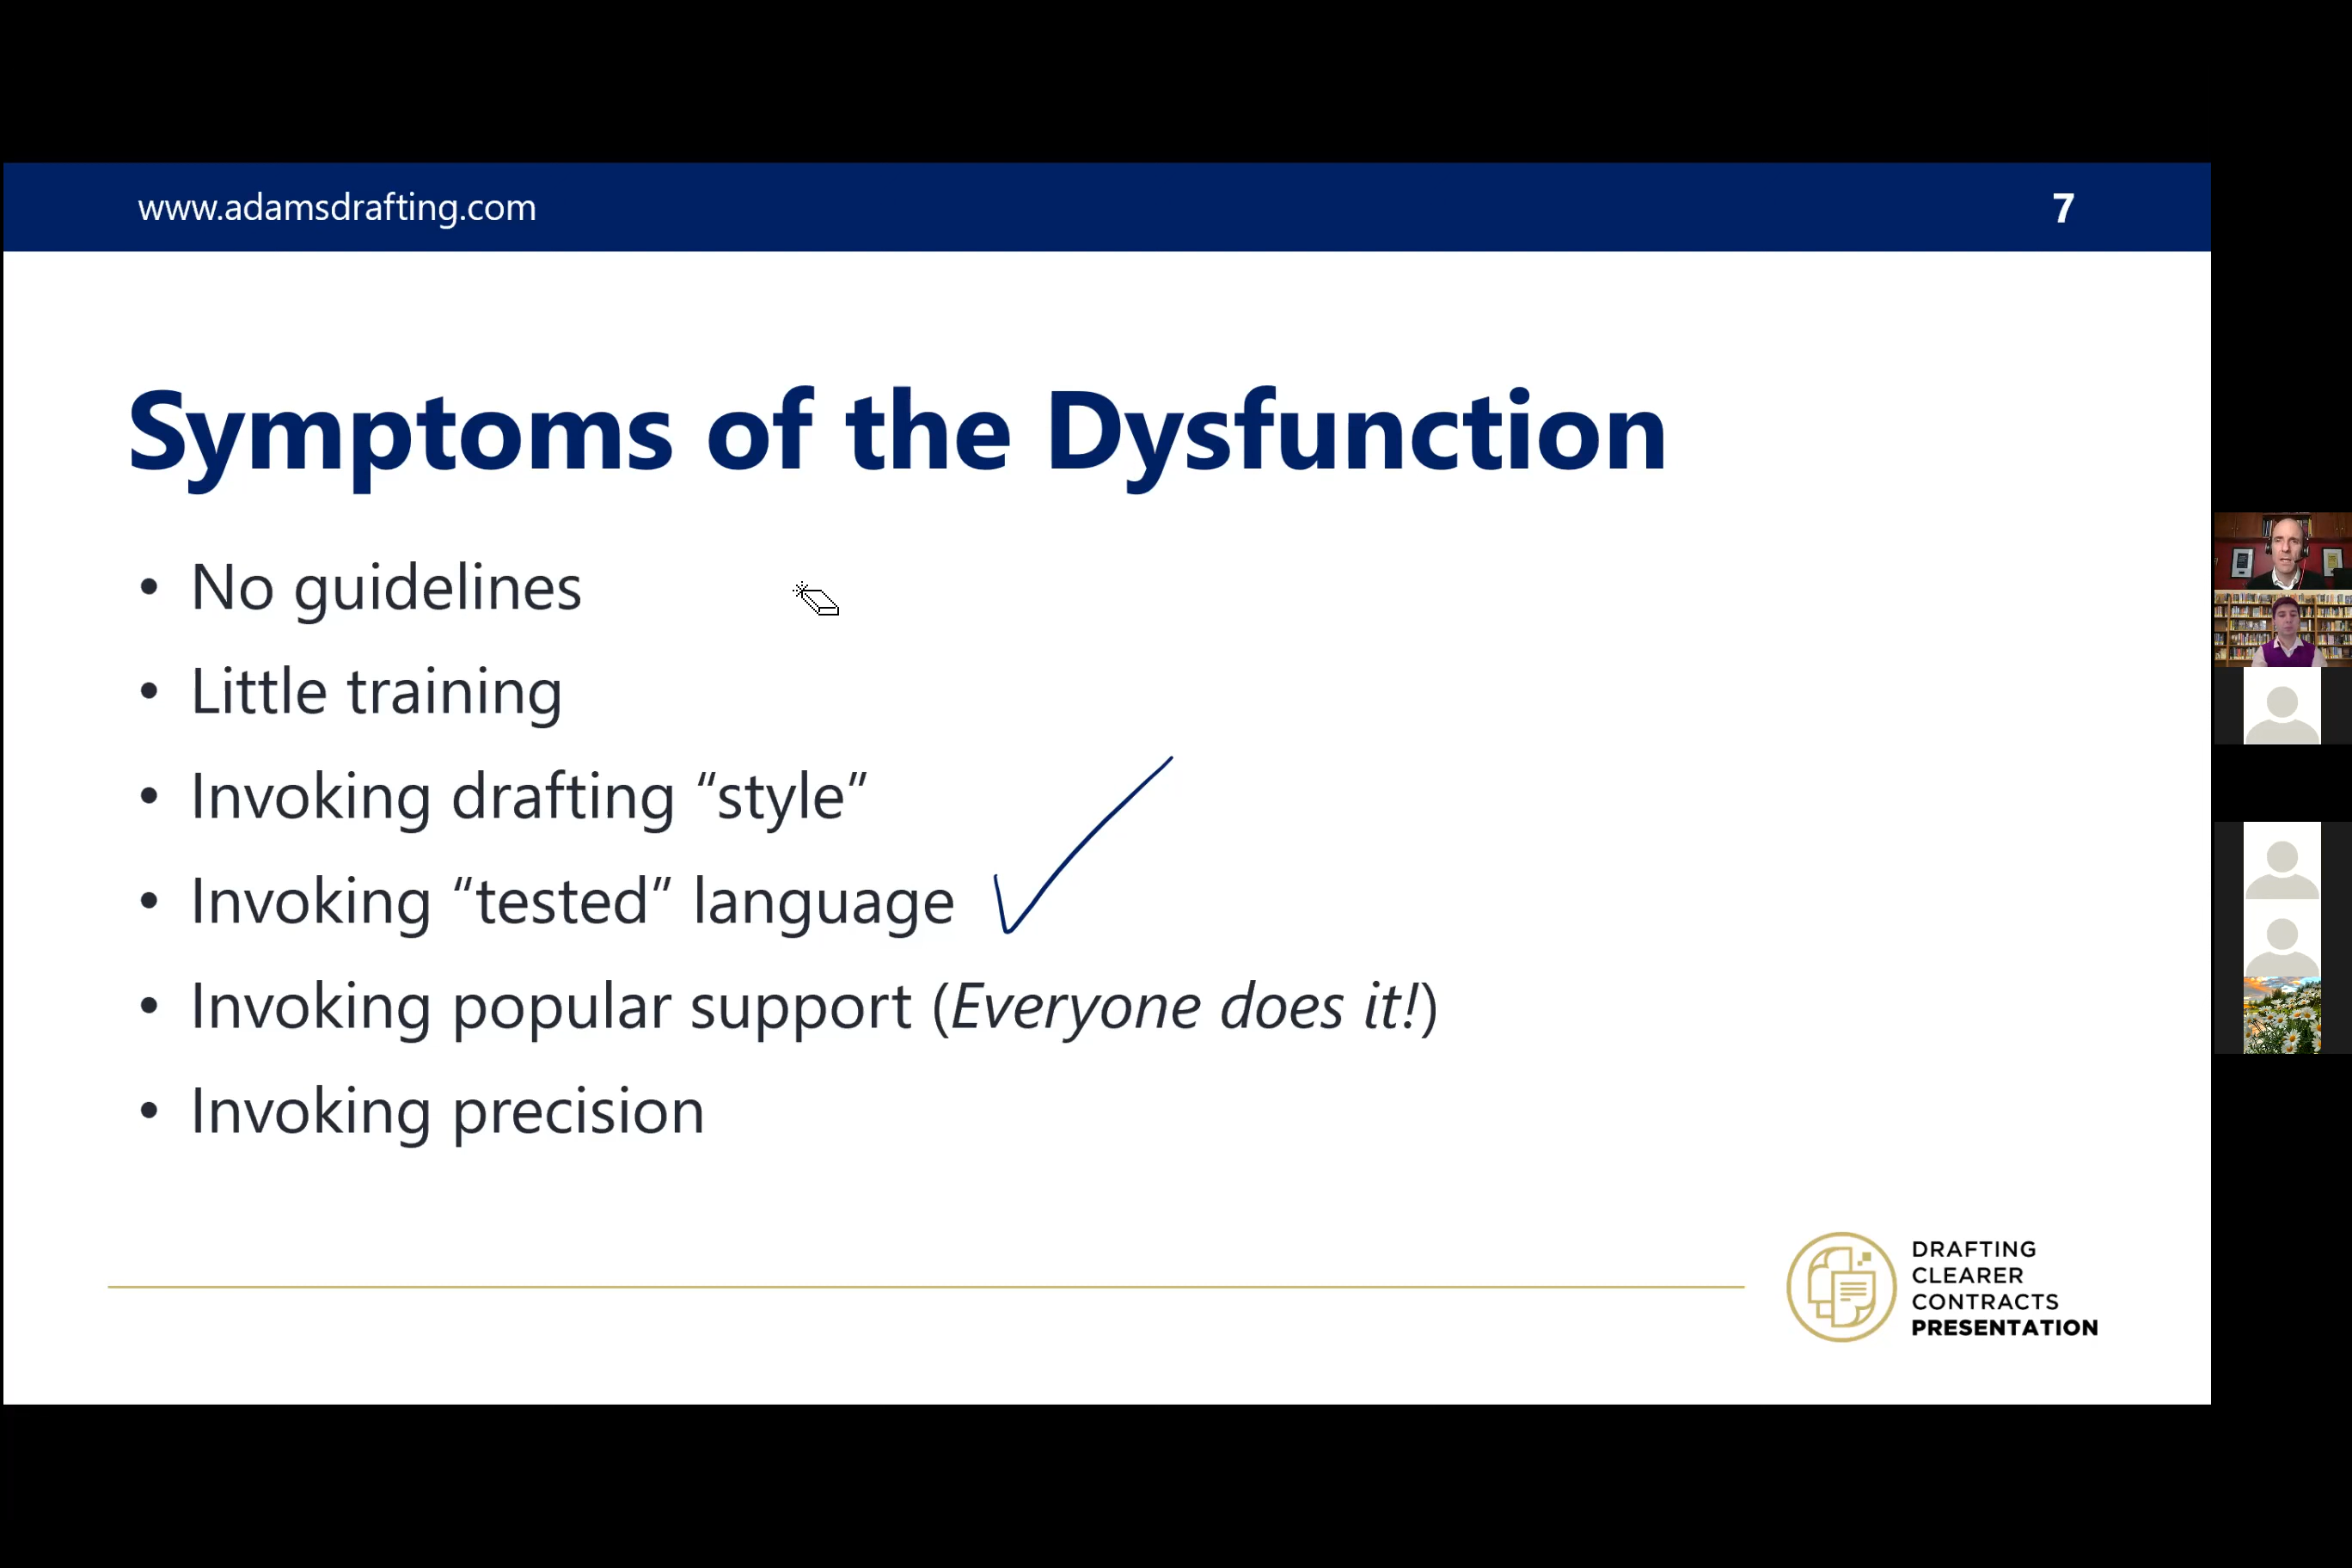 www.adamsdrafting.com
7
Symptoms of the Dysfunction
• No guidelines
• Little training
• Invoking drafting “style”
• Invoking “tested” language
• Invoking popular support (Everyone does it!)
• Invoking precision
DRAFTING
CLEARER
CONTRACTS
PRESENTATION